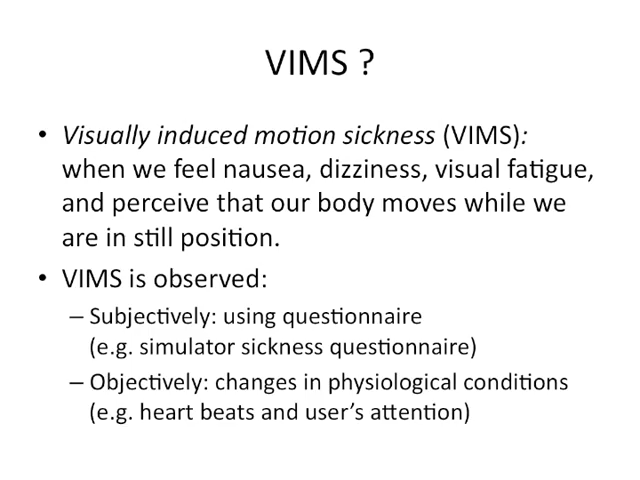 VIMS ?
• Visually induced motion sickness (VIMS):
when we feel nausea, dizziness, visual fatigue,
and perceive that our body moves while we
are in still position.
• VIMS is observed:
– Subjectively: using questionnaire
(e.g. simulator sickness questionnaire)
– Objectively: changes in physiological conditions
(e.g. heart beats and user’s attention)